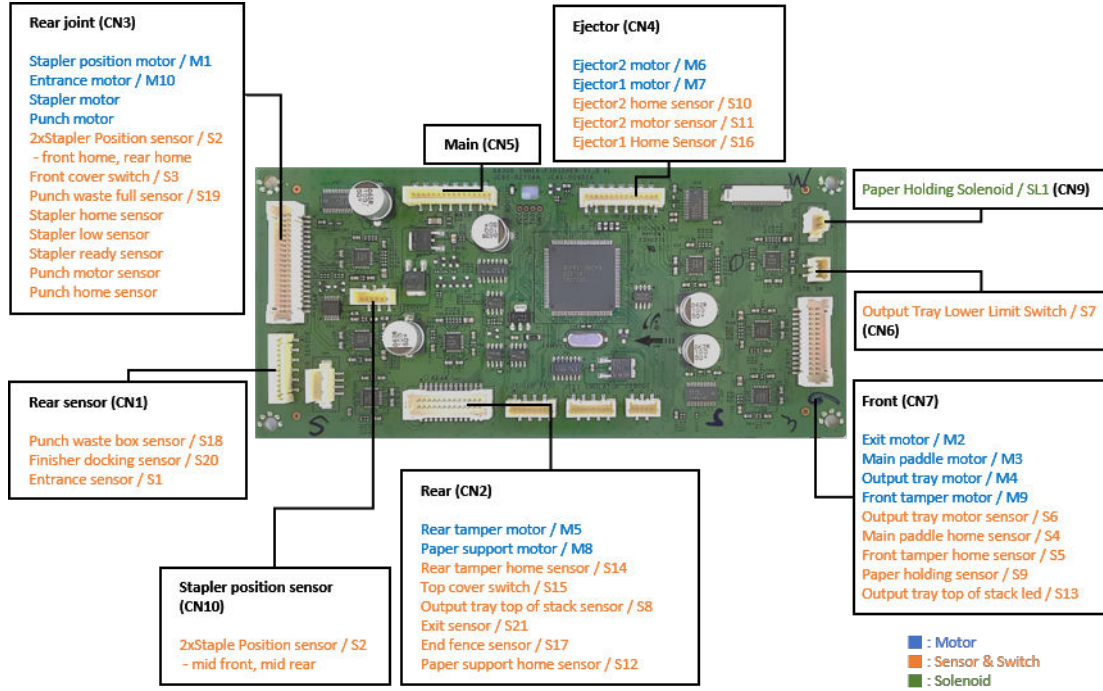 Rear joint (CN3)
Stapler position motor / M1
Entrance motor / M10
Stapler motor
Punch motor
2xStapler Position sensor / S2
- front home, rear home
Front cover switch / S3
Punch waste full sensor / S19
Stapler home sensor
Stapler low sensor
Stapler ready sensor
Punch motor sensor
Punch home sensor
Main (CN5)
Ejector (CN4)
Ejector2 motor / M6
Ejector1 motor / M7
Ejector2 home sensor / S10
Ejector2 motor sensor / S11
Ejector1 Home Sensor / S16
Paper Holding Solenoid / SL1 (CN9)
Output Tray Lower Limit Switch / S7
(CN6)
Rear sensor (CN1)
Punch waste box sensor / S18
Finisher docking sensor / S20
Entrance sensor / S1
Stapler position sensor
(CN10)
2xStaple Position sensor / S2
- mid front, mid rear
Rear (CN2)
Rear tamper motor / M5
Paper support motor / M8
Rear tamper home sensor / S14
Top cover switch / S15
Output tray top of stack sensor / S8
Exit sensor / S21
End fence sensor / S17
Paper support home sensor / S12
Front (CN7)
Exit motor / M2
Main paddle motor / M3
Output tray motor / M4
Front tamper motor / M9
Output tray motor sensor / S6
Main paddle home sensor / S4
Front tamper home sensor / S5
Paper holding sensor / S9
Output tray top of stack led / S13
: Motor
: Sensor & Switch
: Solenoid